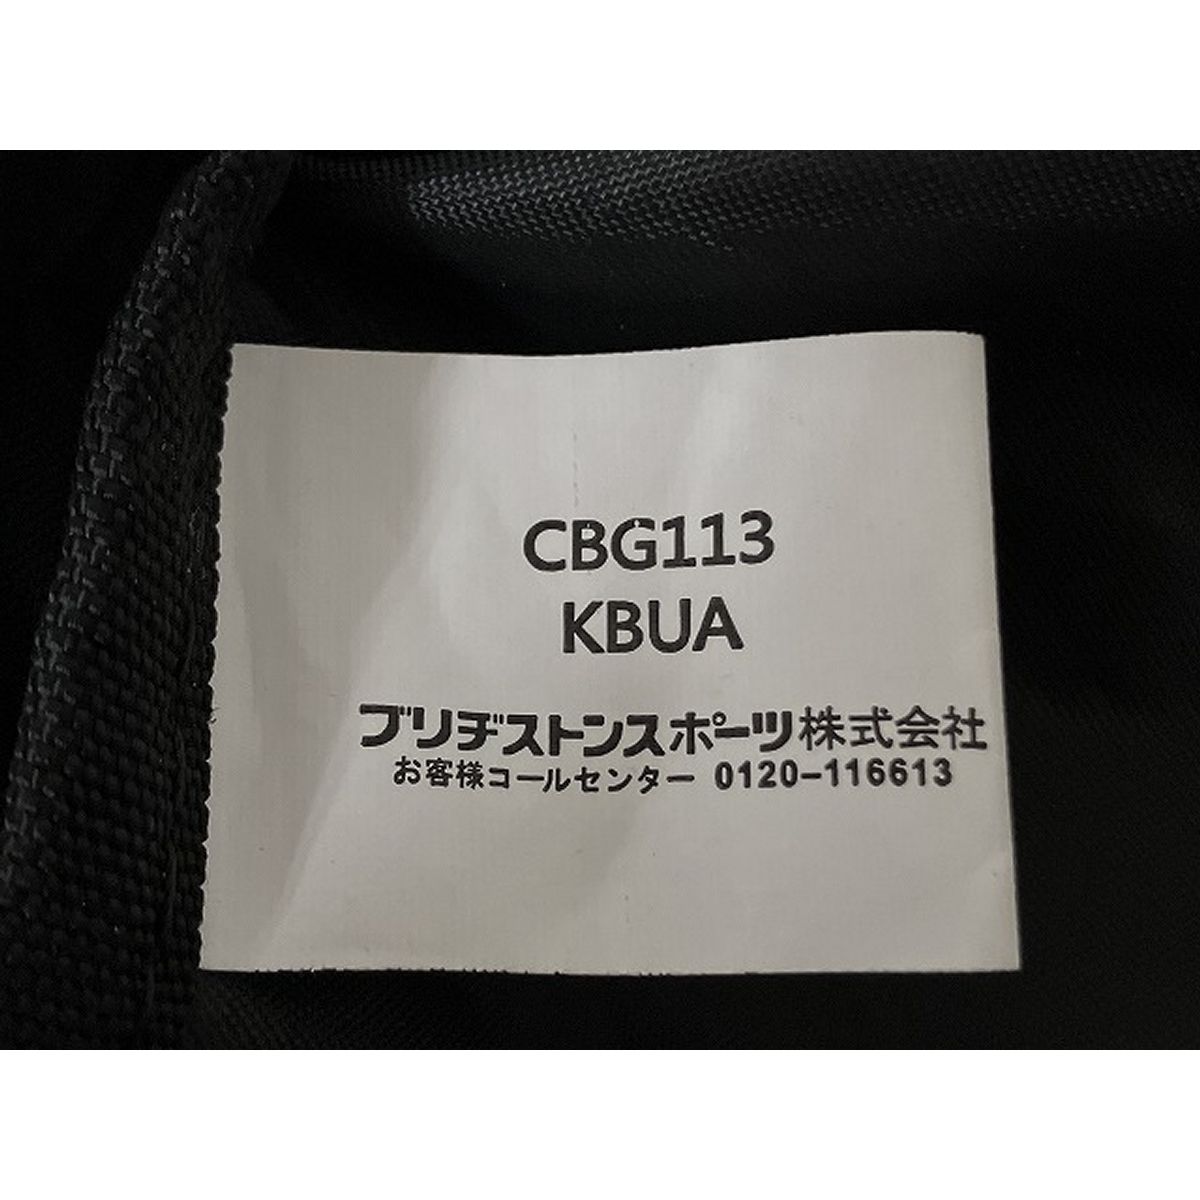 CBG113
KBUA
ブリヂストンスポーツ株式会社
お客様コールセンター 0120-116613